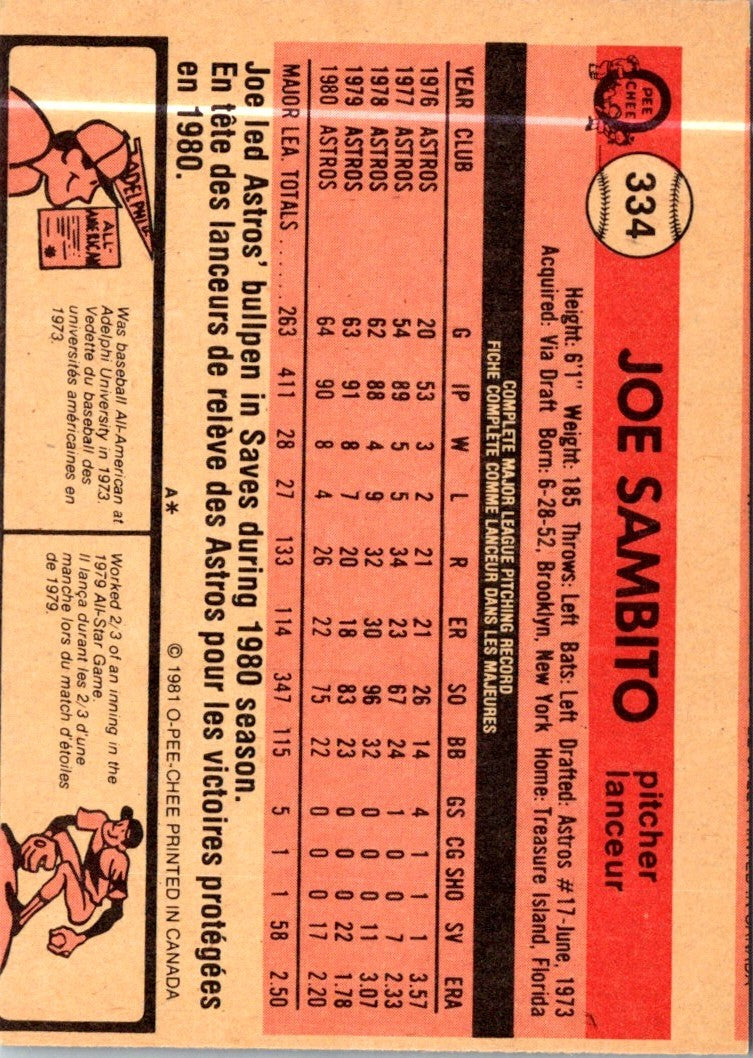 O PEE CHEE
334
JOE SAMBITO
pitcher
lanceur
Height: 6'1" Weight: 185 Throws: Left Bats: Left Drafted: Astros #17-June, 1973
Acquired: Via Draft Born: 6-28-52, Brooklyn, New York Home: Treasure Island, Florida
COMPLETE MAJOR LEAGUE PITCHING RECORD
FICHE COMPLÈTE COMME LANCEUR DANS LES MAJEURES
YEAR CLUB G IP W L R ER SO BB GS CG SHO SV ERA
1976 ASTROS 20 53 3 2 21 21 26 14 4 1 1 1 3.57
1977 ASTROS 54 89 5 5 34 23 67 24 1 0 0 7 2.33
1978 ASTROS 62 88 4 9 32 30 96 32 0 0 0 11 3.07
1979 ASTROS 63 91 8 7 20 18 83 23 0 0 0 22 1.78
1980 ASTROS 64 90 8 4 26 22 75 22 0 0 0 17 2.20
MAJOR LEA. TOTALS ...... 263 411 28 27 133 114 347 115 5 1 1 58 2.50
Joe led Astros' bullpen in Saves during 1980 season.
En tête des lanceurs de relève des Astros pour les victoires protégées
en 1980.
A* © 1981 O-PEE-CHEE PRINTED IN CANADA
ADELPHI U.
ALL-
AMERICAN
Was baseball All-American at
Adelphi University in 1973.
Vedette du baseball des
universités américaines en
1973.
Worked 2/3 of an inning in the
1979 All-Star Game.
Il lança durant les 2/3 d'une
manche lors du match d'étoiles
de 1979.